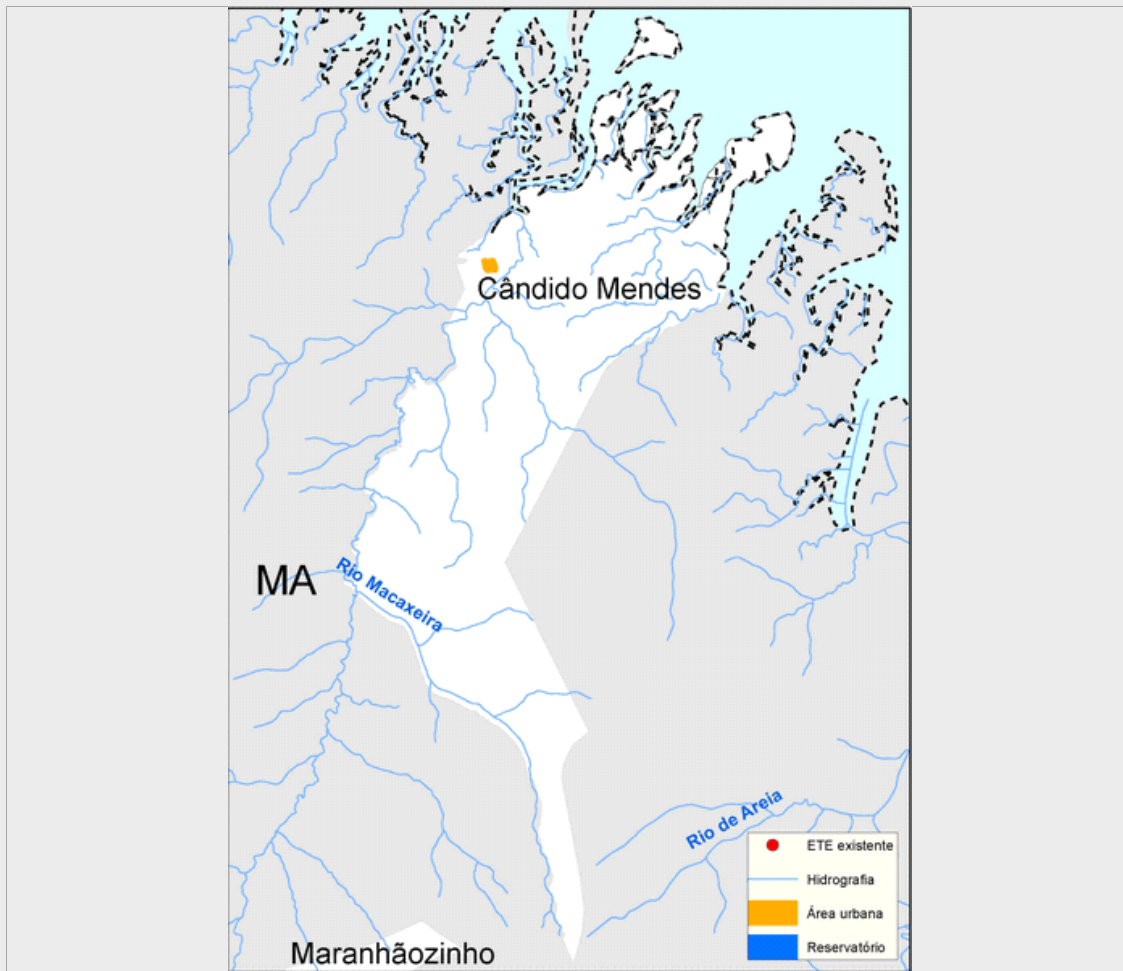 Cândido Mendes
MA
Rio Macaxeira
Rio de Areia
ETE existente
Hidrografia
Área urbana
Reservatório
Maranhãozinho